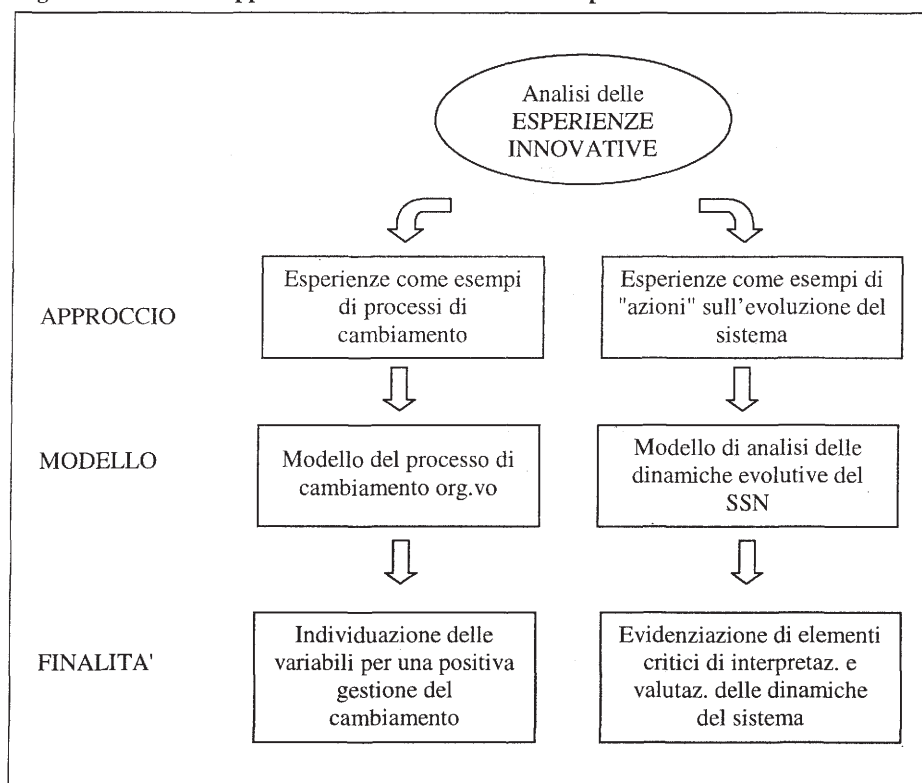 Analisi delle
ESPERIENZE
INNOVATIVE
APPROCCIO
Esperienze come esempi
di processi di
cambiamento
Esperienze come esempi di
"azioni" sull'evoluzione del
sistema
MODELLO
Modello del processo di
cambiamento org.vo
Modello di analisi delle
dinamiche evolutive del
SSN
FINALITA'
Individuazione delle
variabili per una positiva
gestione del
cambiamento
Evidenziazione di elementi
critici di interpretaz. e
valutaz. delle dinamiche
del sistema